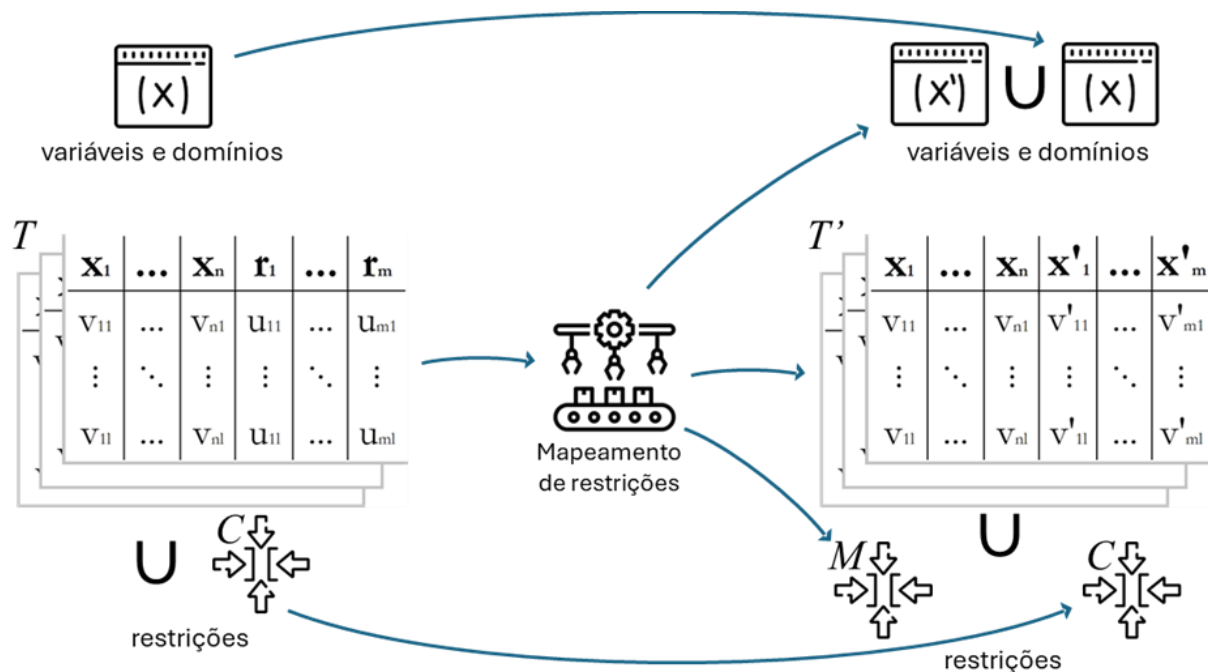 (X)
variáveis e domínios
(X') ∪ (X)
variáveis e domínios
T
x₁ ... xₙ r₁ ... rₘ
v₁₁ ... vₙ₁ u₁₁ ... uₘ₁
⋮ ⋱ ⋮ ⋮ ⋱ ⋮
v₁ₗ ... vₙₗ u₁ₗ ... uₘₗ
Mapeamento
de restrições
T’
x₁ ... xₙ x'₁ ... x'ₘ
v₁₁ ... vₙ₁ v'₁₁ ... v'ₘ₁
⋮ ⋱ ⋮ ⋮ ⋱ ⋮
v₁ₗ ... vₙₗ v'₁ₗ ... v'ₘₗ
∪ C
restrições
M ∪ C
restrições